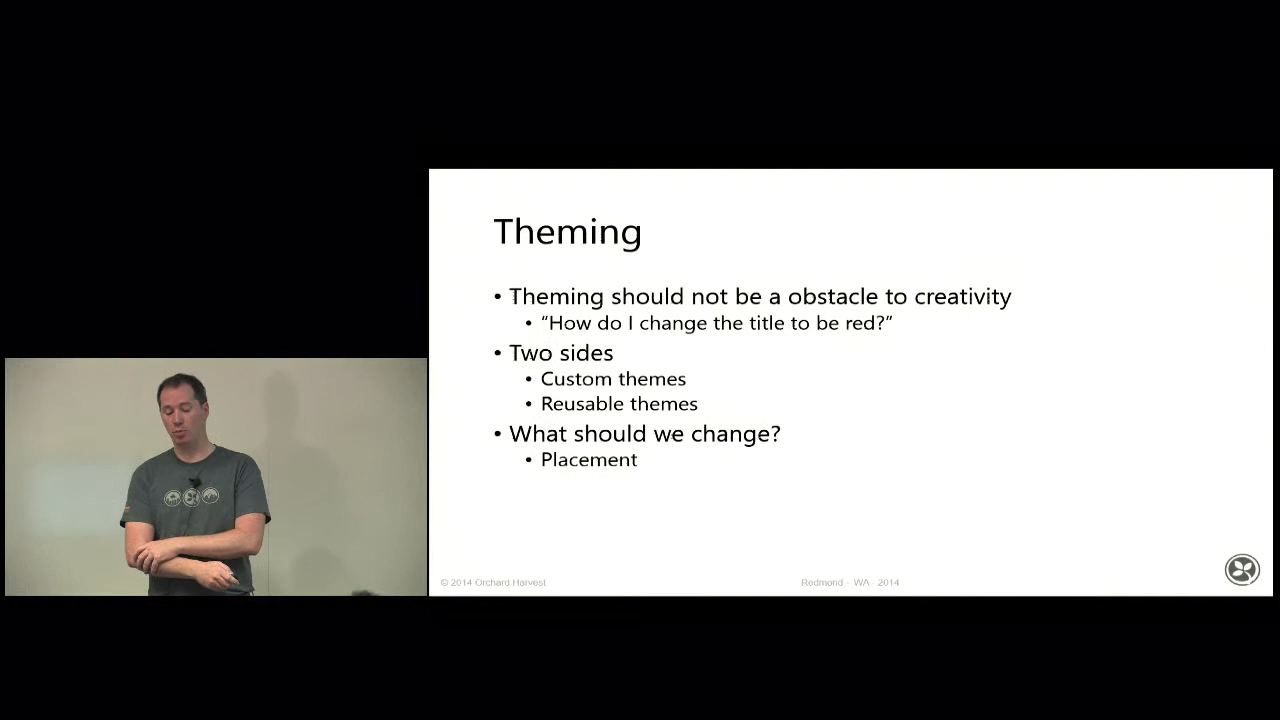 Theming
• Theming should not be a obstacle to creativity
• “How do I change the title to be red?”
• Two sides
• Custom themes
• Reusable themes
• What should we change?
• Placement
© 2014 Orchard Harvest
Redmond - WA - 2014